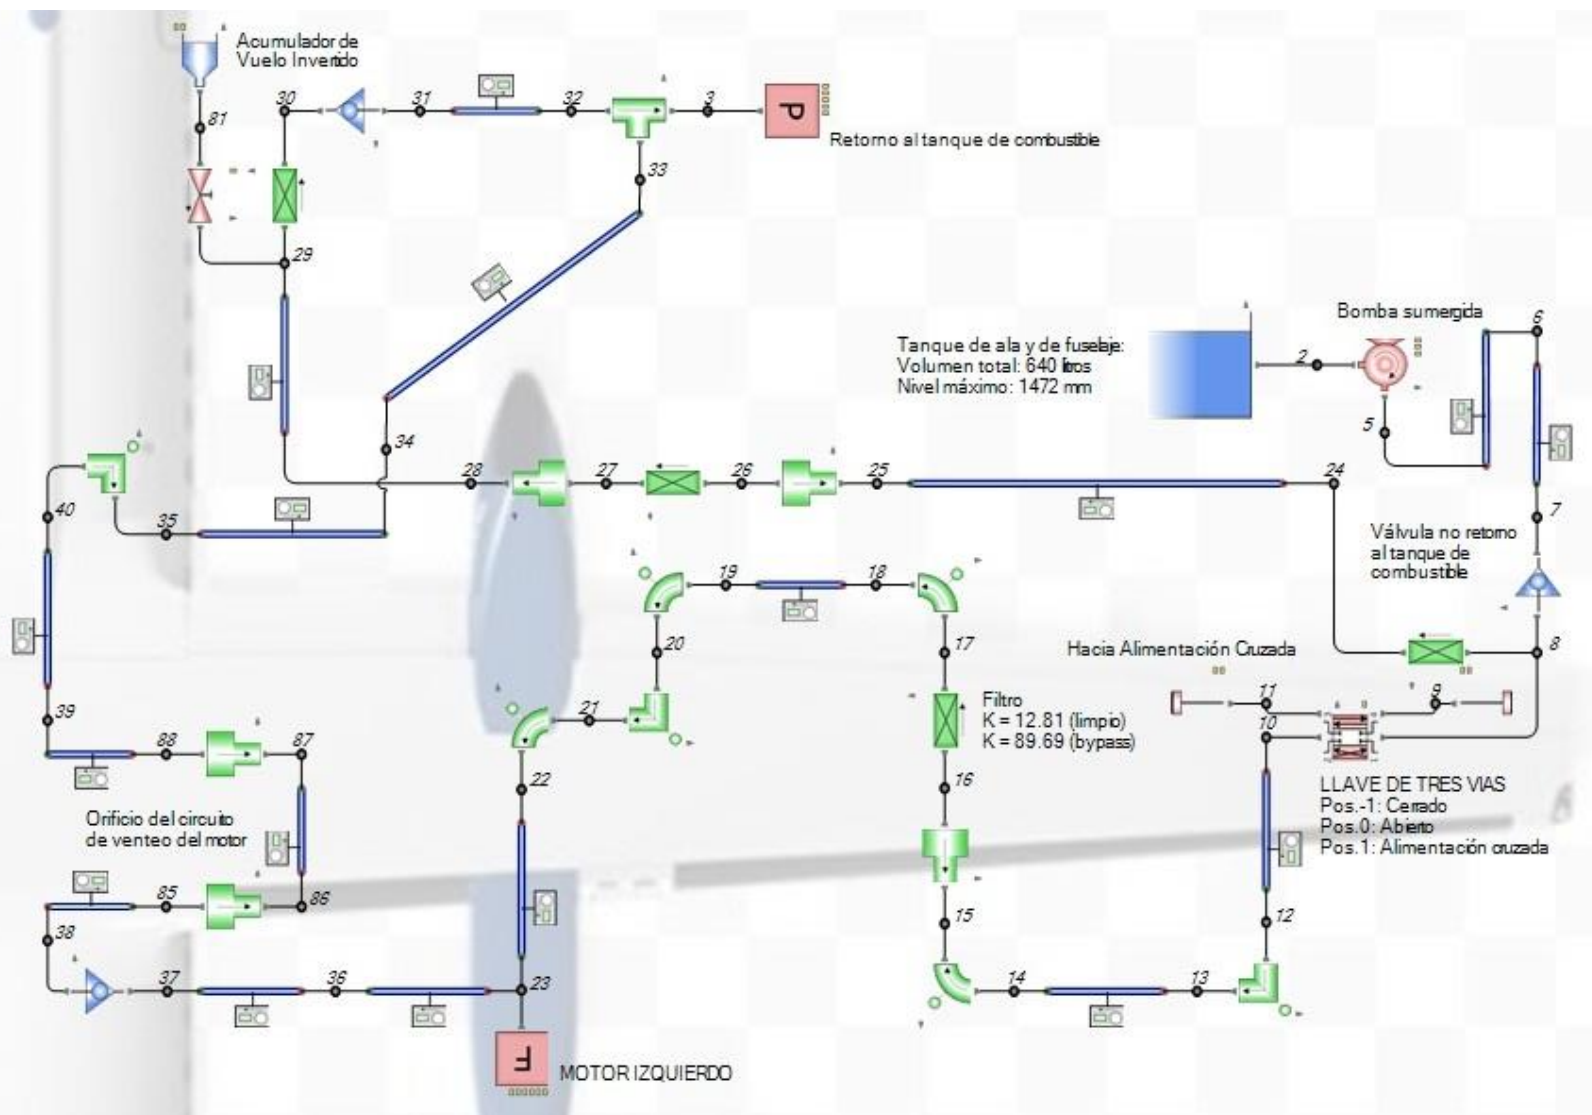 Acumulador de
Vuelo Invertido
81
30
31
32
3
P
Retorno al tanque de combustible
33
29
Bomba sumergida
6
Tanque de ala y de fuselaje:
Volumen total: 640 litros
Nivel máximo: 1472 mm
2
5
34
28
27
26
25
24
40
35
7
Válvula no retorno
al tanque de
combustible
19
18
20
17
8
Hacia Alimentación Cruzada
11
9
10
Filtro
K = 12.81 (limpio)
K = 89.69 (bypass)
21
39
88
87
22
16
LLAVE DE TRES VIAS
Pos.-1: Cerrado
Pos.0: Abierto
Pos.1: Alimentación cruzada
Orificio del circuito
de venteo del motor
85
86
38
15
12
37
36
23
14
13
F
MOTOR IZQUIERDO